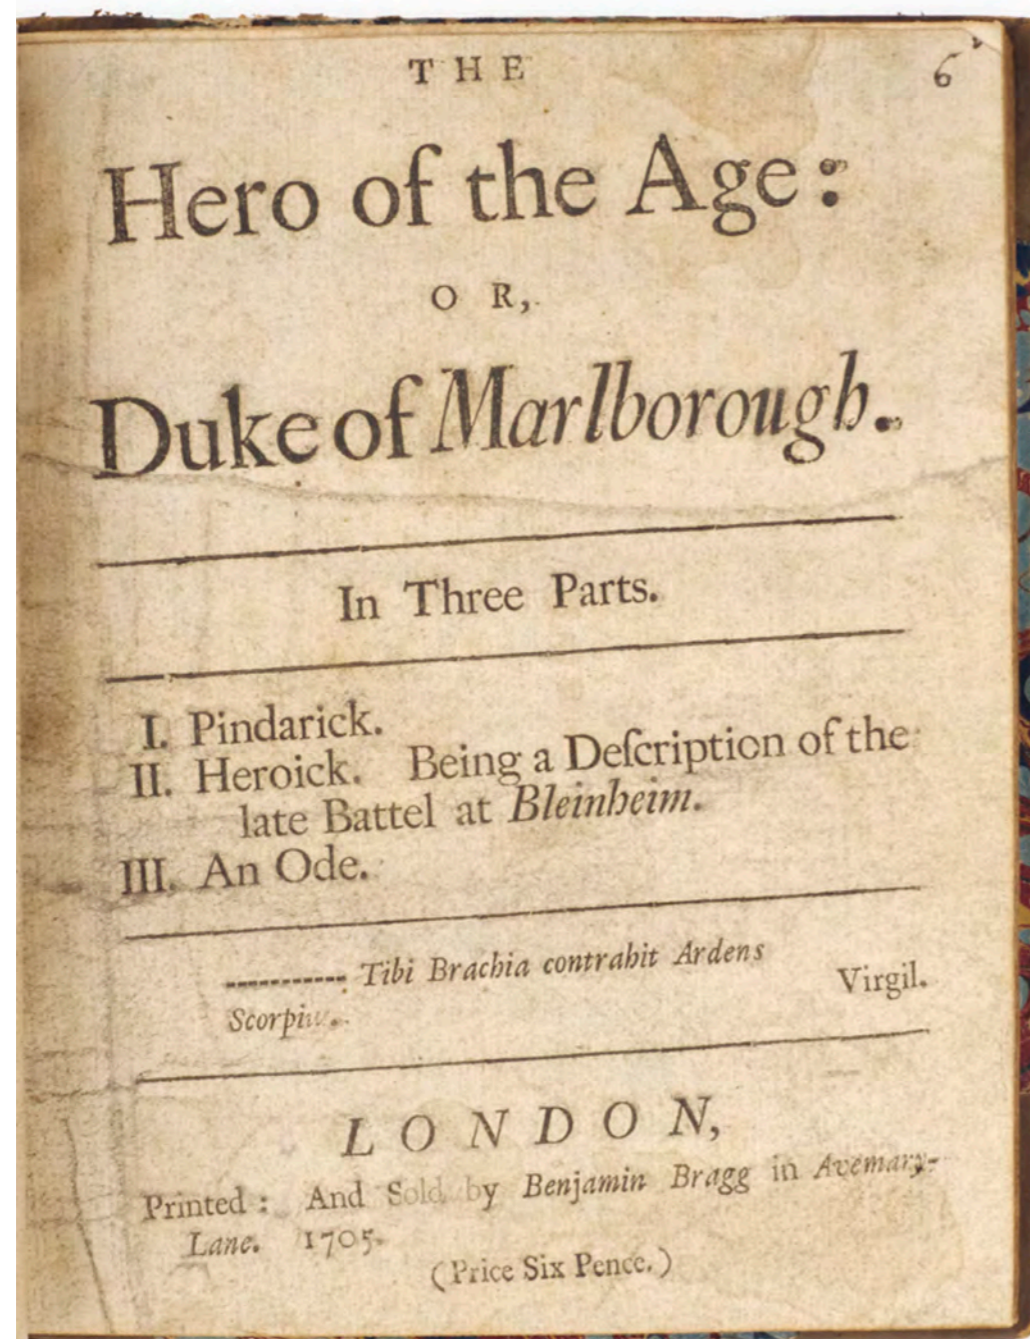 THE
6
Hero of the Age:
OR,
Duke of Marlborough.
In Three Parts.
I. Pindarick.
II. Heroick. Being a Deſcription of the
late Battel at Bleinheim.
III. An Ode.
---------- Tibi Brachia contrahit Ardens
Virgil.
LONDON,
Printed: And Sold by Benjamin Bragg in Avemary-
Lane. 1705.
(Price Six Pence.)